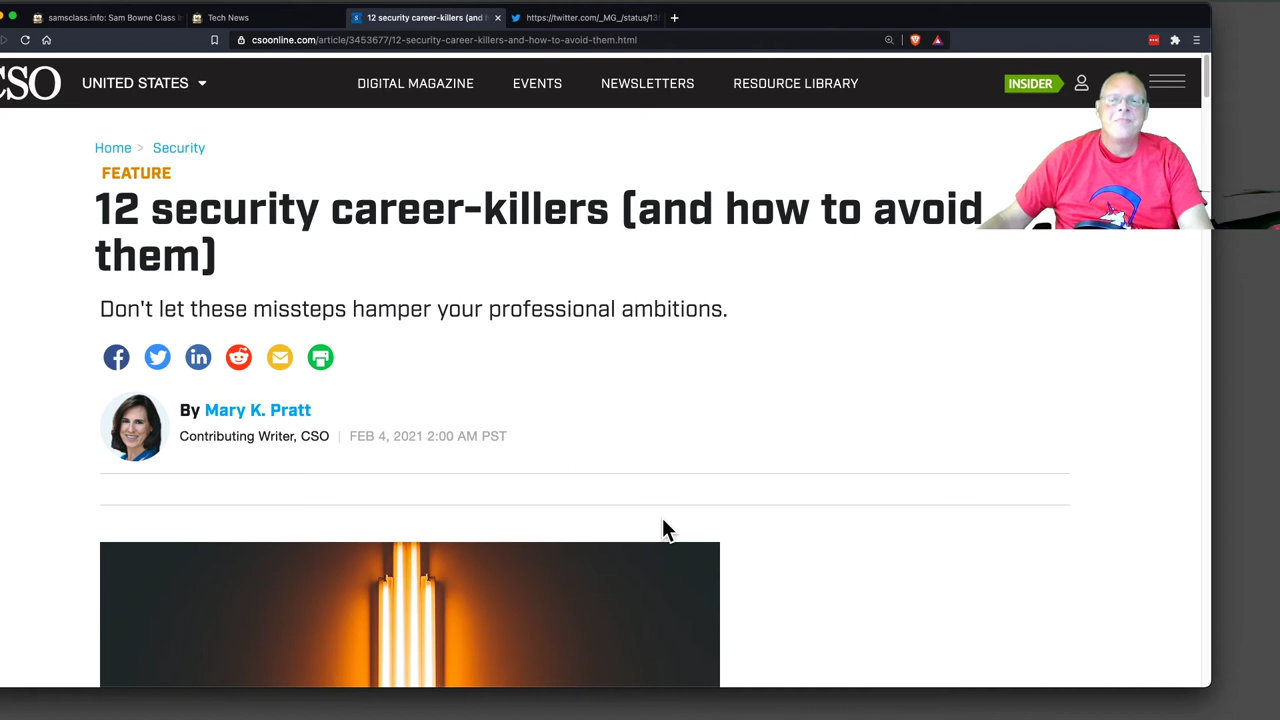 samsclass.info: Sam Bowne Class
Tech News
12 security career-killers (and
https://twitter.com/_MG_/status/13
csoonline.com/article/3453677/12-security-career-killers-and-how-to-avoid-them.html
CSO
UNITED STATES
DIGITAL MAGAZINE
EVENTS
NEWSLETTERS
RESOURCE LIBRARY
INSIDER
Home > Security
FEATURE
12 security career-killers (and how to avoid
them)
Don't let these missteps hamper your professional ambitions.
By Mary K. Pratt
Contributing Writer, CSO | FEB 4, 2021 2:00 AM PST